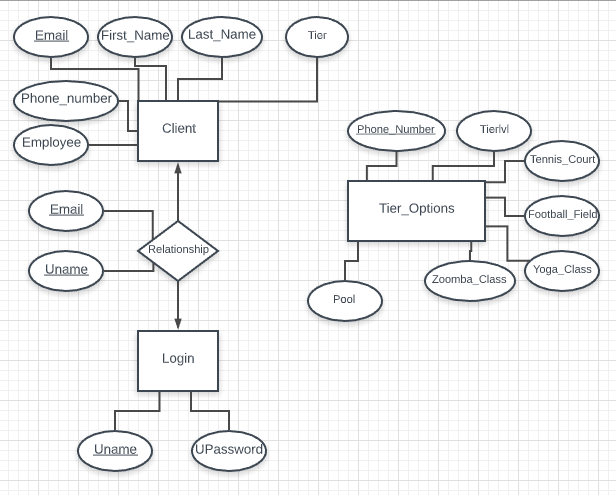 Email
First_Name
Last_Name
Tier
Phone_number
Employee
Client
Email
Uname
Relationship
Login
Uname
UPassword
Phone_Number
Tierlvl
Tennis_Court
Football_Field
Yoga_Class
Zoomba_Class
Pool
Tier_Options